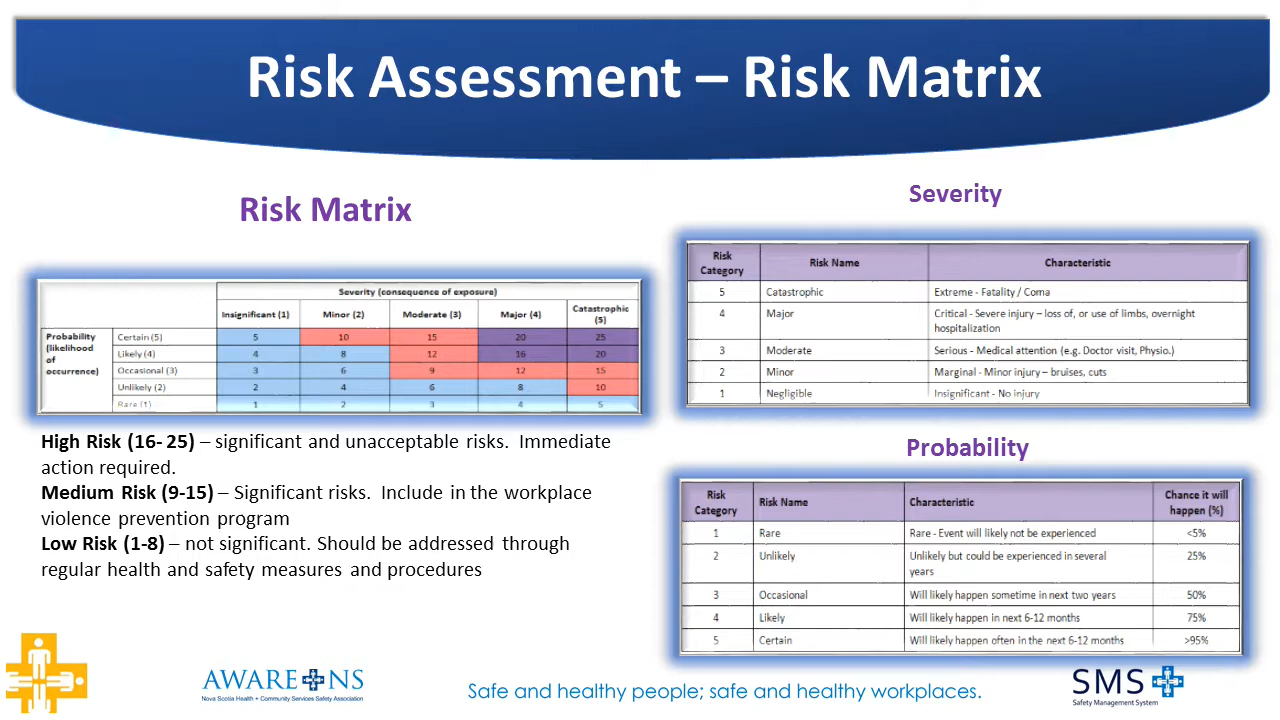 Risk Assessment – Risk Matrix
Risk Matrix
Severity (consequence of exposure)
Insignificant (1) Minor (2) Moderate (3) Major (4) Catastrophic (5)
Probability (likelihood of occurrence)
Certain (5) 5 10 15 20 25
Likely (4) 4 8 12 16 20
Occasional (3) 3 6 9 12 15
Unlikely (2) 2 4 6 8 10
Rare (1) 1 2 3 4 5
High Risk (16- 25) – significant and unacceptable risks. Immediate
action required.
Medium Risk (9-15) – Significant risks. Include in the workplace
violence prevention program
Low Risk (1-8) – not significant. Should be addressed through
regular health and safety measures and procedures
Severity
Risk Category Risk Name Characteristic
5 Catastrophic Extreme - Fatality / Coma
4 Major Critical - Severe injury – loss of, or use of limbs, overnight
hospitalization
3 Moderate Serious - Medical attention (e.g. Doctor visit, Physio.)
2 Minor Marginal - Minor injury – bruises, cuts
1 Negligible Insignificant - No injury
Probability
Risk Category Risk Name Characteristic Chance it will happen (%)
1 Rare Rare - Event will likely not be experienced <5%
2 Unlikely Unlikely but could be experienced in several 25%
years
3 Occasional Will likely happen sometime in next two years 50%
4 Likely Will likely happen in next 6-12 months 75%
5 Certain Will likely happen often in the next 6-12 months >95%
AWARE NS
Nova Scotia Health + Community Services Safety Association
Safe and healthy people; safe and healthy workplaces.
SMS
Safety Management System